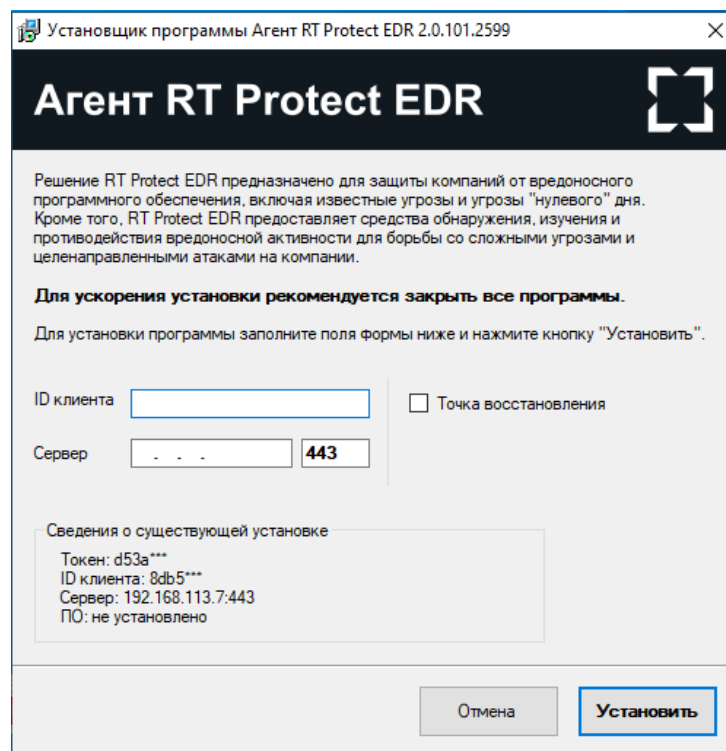 Установщик программы Агент RT Protect EDR 2.0.101.2599
Агент RT Protect EDR
Решение RT Protect EDR предназначено для защиты компаний от вредоносного
программного обеспечения, включая известные угрозы и угрозы "нулевого" дня.
Кроме того, RT Protect EDR предоставляет средства обнаружения, изучения и
противодействия вредоносной активности для борьбы со сложными угрозами и
целенаправленными атаками на компании.
Для ускорения установки рекомендуется закрыть все программы.
Для установки программы заполните поля формы ниже и нажмите кнопку "Установить".
ID клиента
Точка восстановления
Сервер . . . 443
Сведения о существующей установке
Токен: d53a***
ID клиента: 8db5***
Сервер: 192.168.113.7:443
ПО: не установлено
Отмена Установить